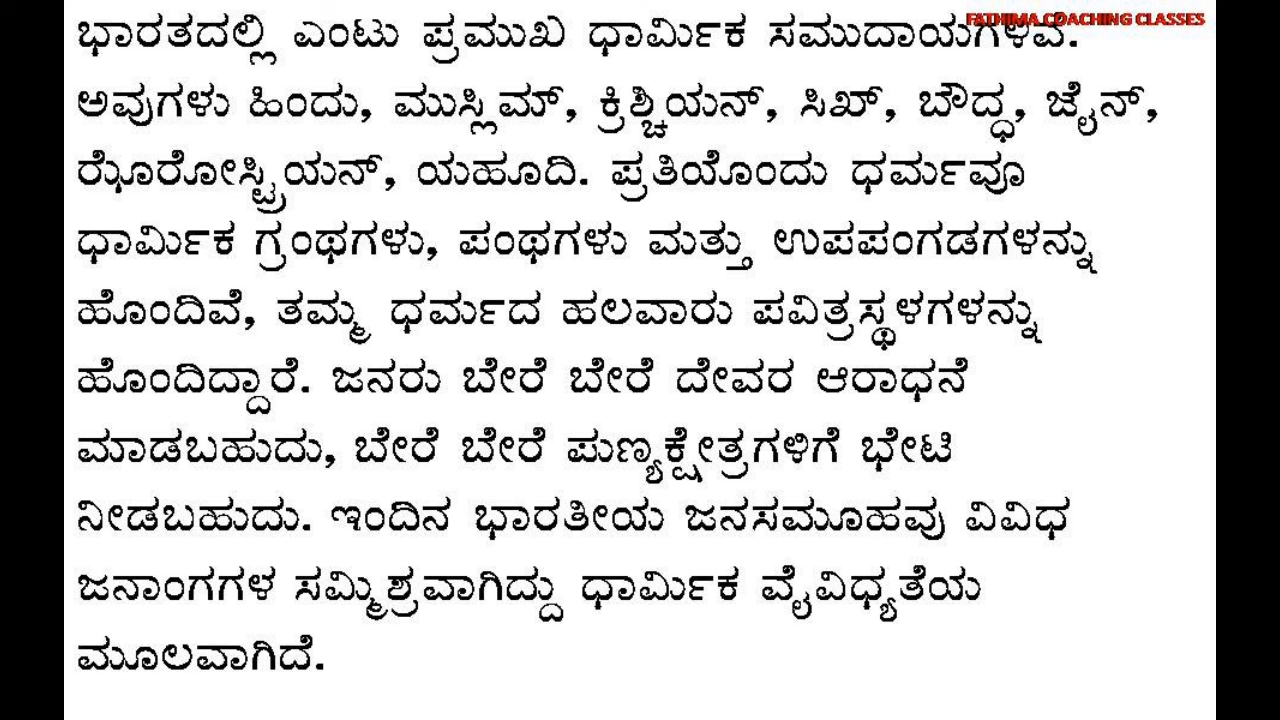 FATHIMA COACHING CLASSES
ಭಾರತದಲ್ಲಿ ಎಂಟು ಪ್ರಮುಖ ಧಾರ್ಮಿಕ ಸಮುದಾಯಗಳಿವೆ.
ಅವುಗಳು ಹಿಂದು, ಮುಸ್ಲಿಮ್, ಕ್ರಿಶ್ಚಿಯನ್, ಸಿಖ್, ಬೌದ್ಧ, ಜೈನ್,
ಝೊರೋಸ್ಟ್ರಿಯನ್, ಯಹೂದಿ. ಪ್ರತಿಯೊಂದು ಧರ್ಮವೂ
ಧಾರ್ಮಿಕ ಗ್ರಂಥಗಳು, ಪಂಥಗಳು ಮತ್ತು ಉಪಪಂಗಡಗಳನ್ನು
ಹೊಂದಿವೆ, ತಮ್ಮ ಧರ್ಮದ ಹಲವಾರು ಪವಿತ್ರಸ್ಥಳಗಳನ್ನು
ಹೊಂದಿದ್ದಾರೆ. ಜನರು ಬೇರೆ ಬೇರೆ ದೇವರ ಆರಾಧನೆ
ಮಾಡಬಹುದು, ಬೇರೆ ಬೇರೆ ಪುಣ್ಯಕ್ಷೇತ್ರಗಳಿಗೆ ಭೇಟಿ
ನೀಡಬಹುದು. ಇಂದಿನ ಭಾರತೀಯ ಜನಸಮೂಹವು ವಿವಿಧ
ಜನಾಂಗಗಳ ಸಮ್ಮಿಶ್ರವಾಗಿದ್ದು ಧಾರ್ಮಿಕ ವೈವಿಧ್ಯತೆಯ
ಮೂಲವಾಗಿದೆ.